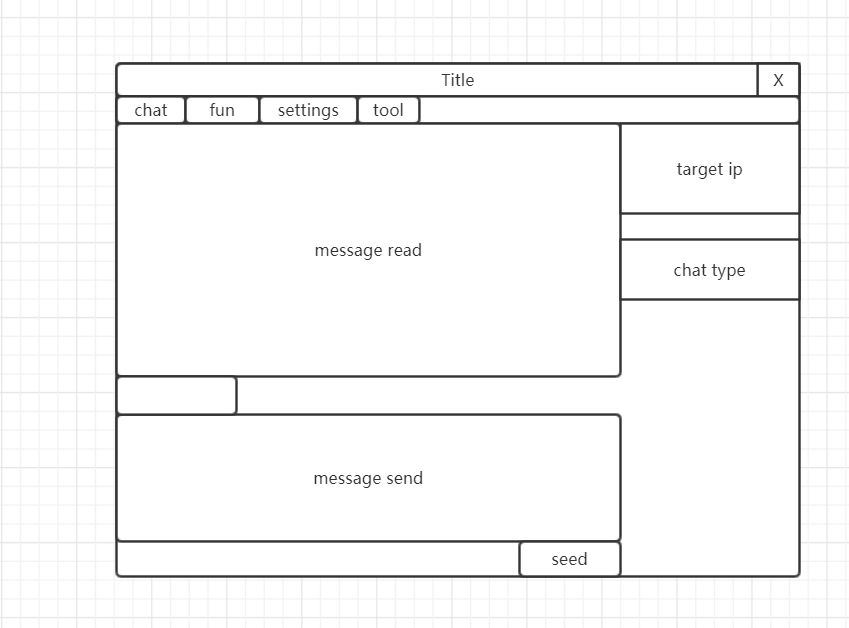 Title X
chat fun settings tool
target ip
message read
chat type
message send
seed